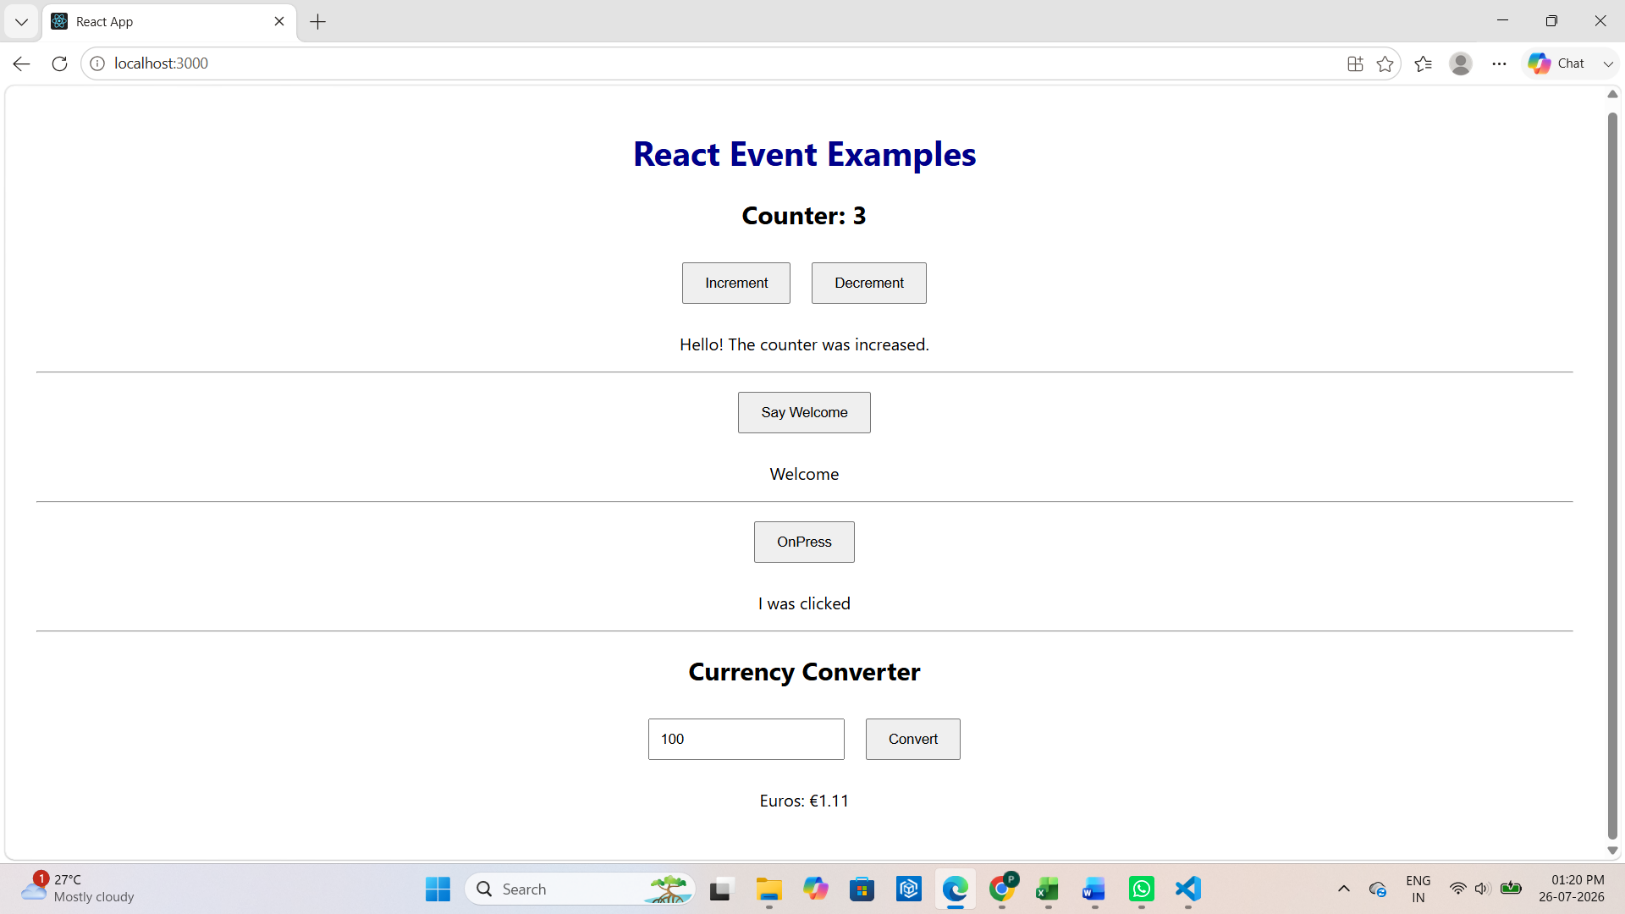 React App
localhost:3000
Chat
React Event Examples
Counter: 3
Increment Decrement
Hello! The counter was increased.
Say Welcome
Welcome
OnPress
I was clicked
Currency Converter
100 Convert
Euros: €1.11
1
27°C
Mostly cloudy
Search
P
ENG
IN
01:20 PM
26-07-2026